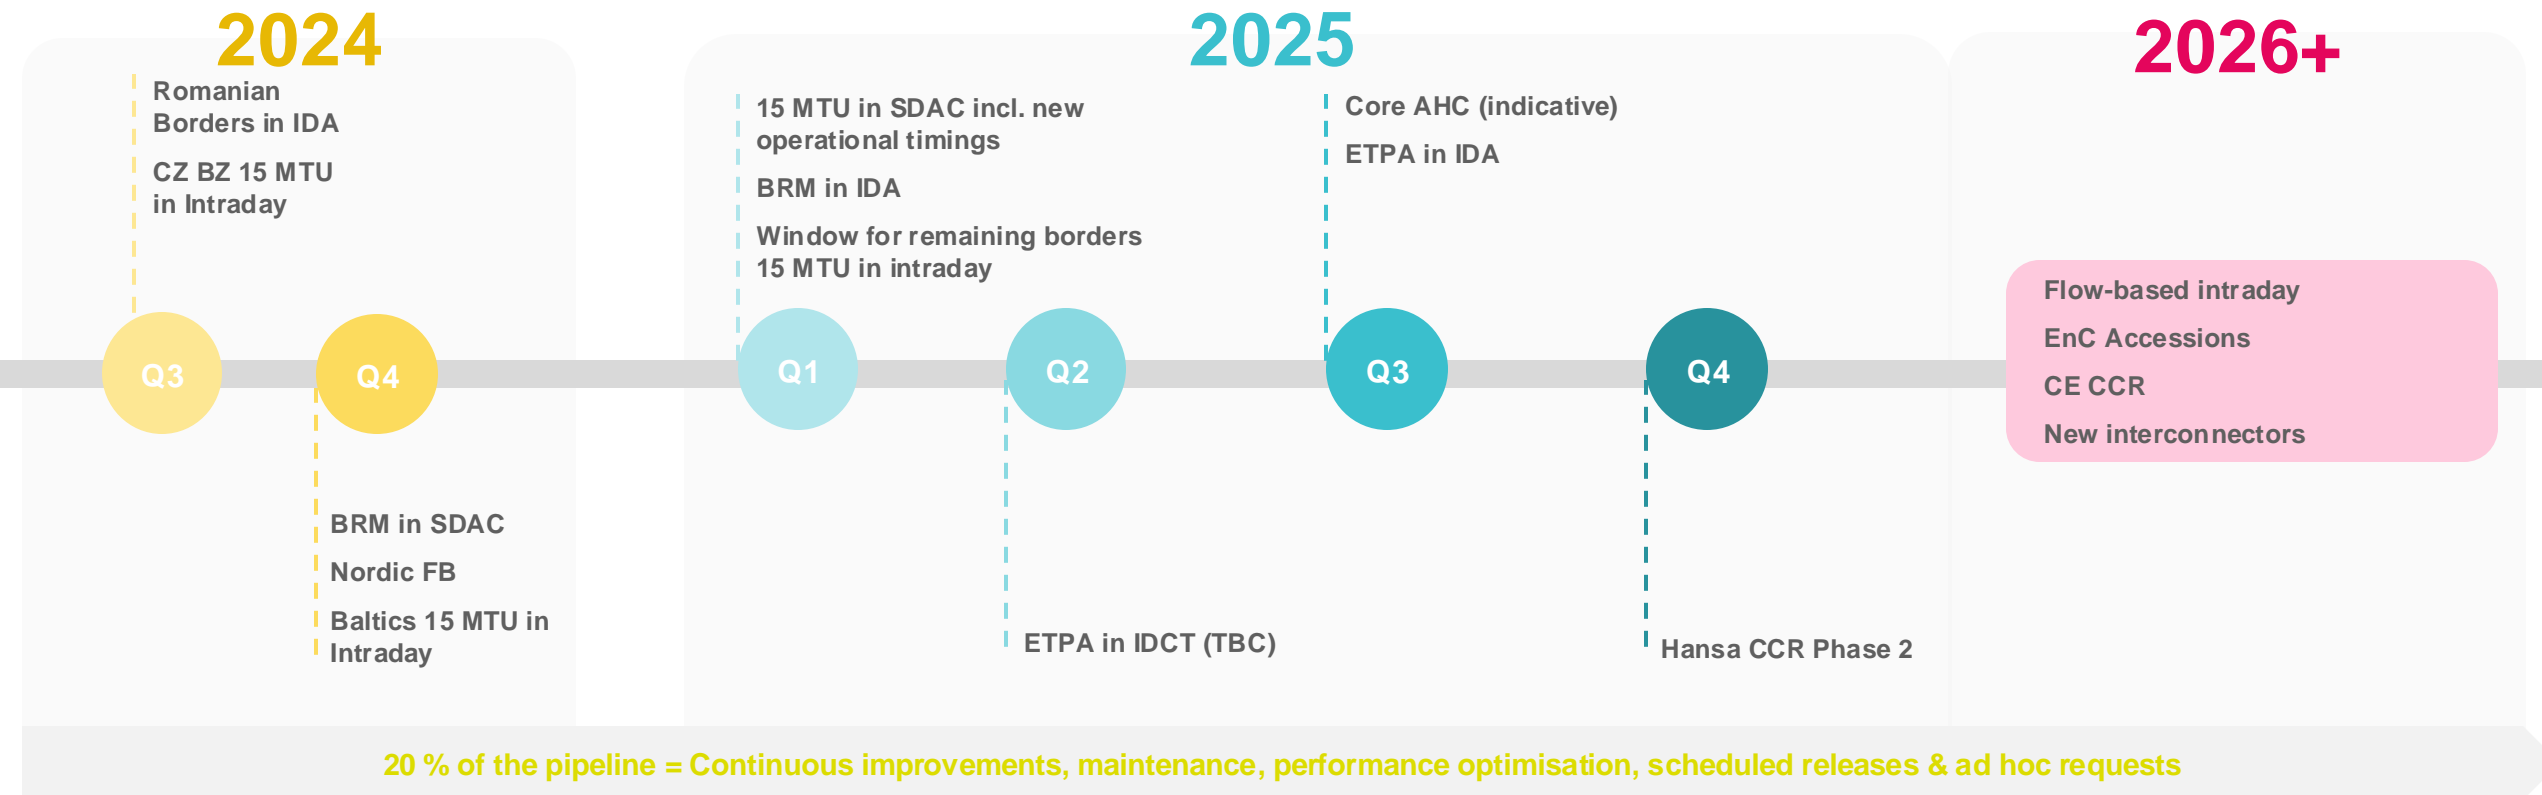 2024
2025
2026+
Romanian
Borders in IDA
CZ BZ 15 MTU
in Intraday
15 MTU in SDAC incl. new
operational timings
BRM in IDA
Window for remaining borders
15 MTU in intraday
Core AHC (indicative)
ETPA in IDA
Flow-based intraday
EnC Accessions
CE CCR
New interconnectors
Q3
Q4
Q1
Q2
Q3
Q4
BRM in SDAC
Nordic FB
Baltics 15 MTU in
Intraday
ETPA in IDCT (TBC)
Hansa CCR Phase 2
20 % of the pipeline = Continuous improvements, maintenance, performance optimisation, scheduled releases & ad hoc requests